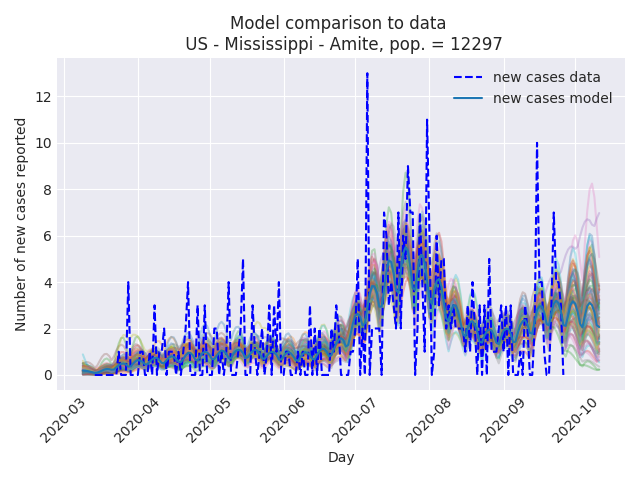 Model comparison to data
US - Mississippi - Amite, pop. = 12297
new cases data
new cases model
Number of new cases reported
12
10
8
6
4
2
0
2020-03
2020-04
2020-05
2020-06
2020-07
2020-08
2020-09
2020-10
Day